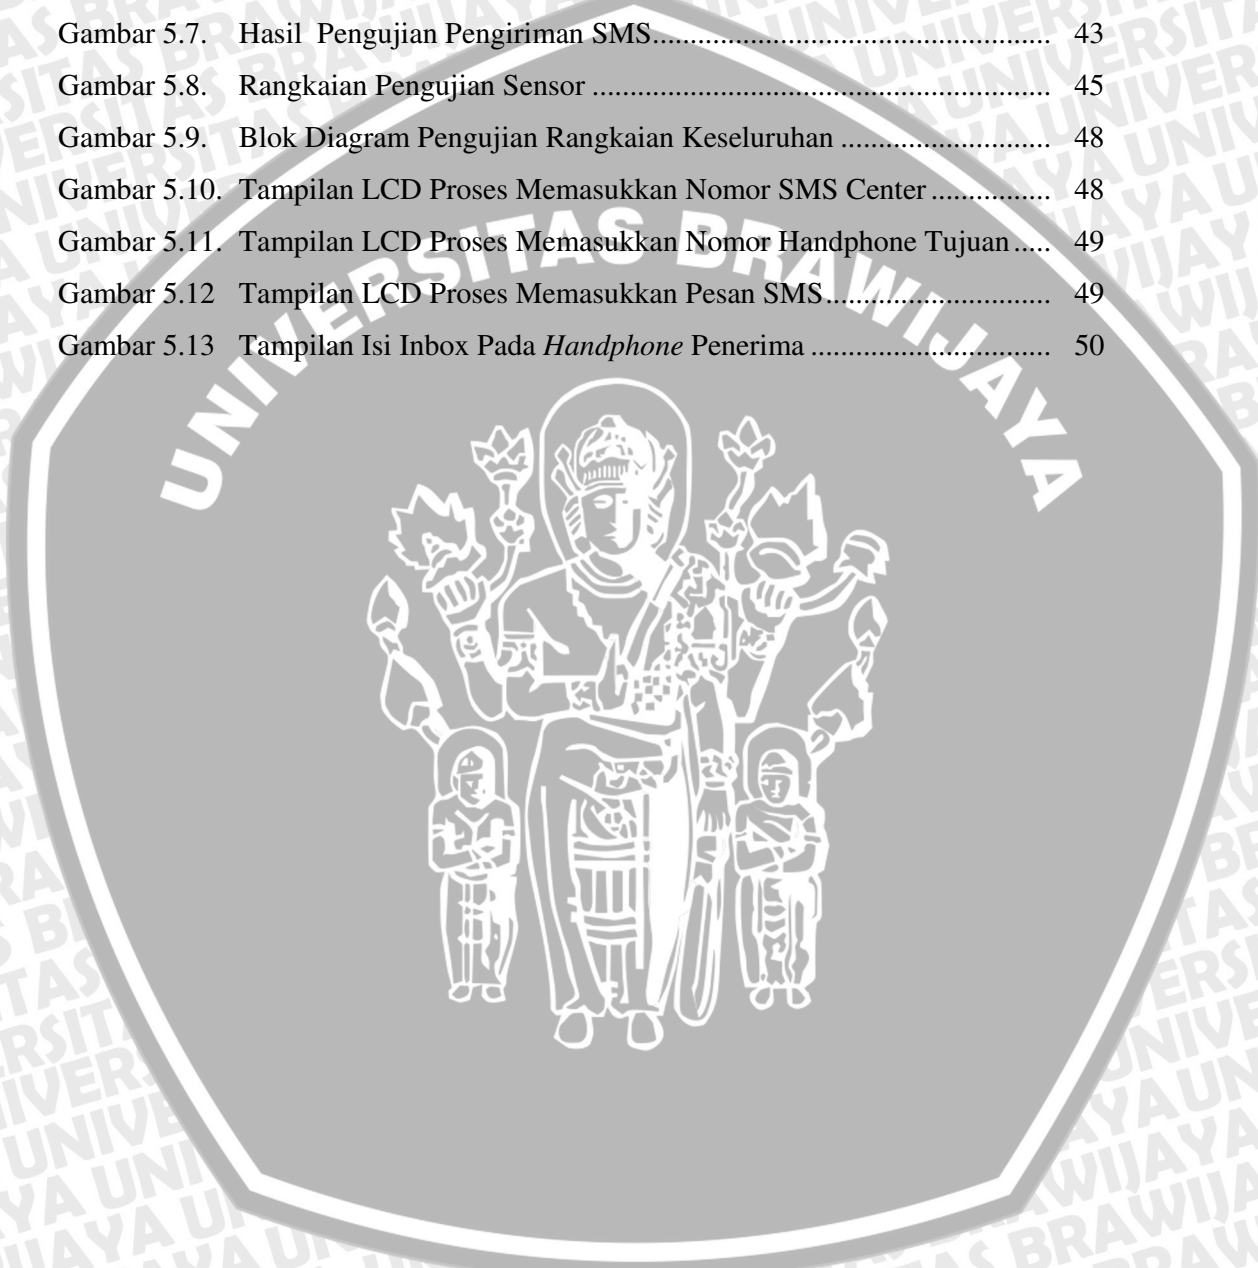 Gambar 5.7. Hasil Pengujian Pengiriman SMS..................................................... 43
Gambar 5.8. Rangkaian Pengujian Sensor ............................................................. 45
Gambar 5.9. Blok Diagram Pengujian Rangkaian Keseluruhan ............................ 48
Gambar 5.10. Tampilan LCD Proses Memasukkan Nomor SMS Center ................ 48
Gambar 5.11. Tampilan LCD Proses Memasukkan Nomor Handphone Tujuan ..... 49
Gambar 5.12 Tampilan LCD Proses Memasukkan Pesan SMS.............................. 49
Gambar 5.13 Tampilan Isi Inbox Pada Handphone Penerima ................................ 50
UNIVERSITAS BRAWIJAYA